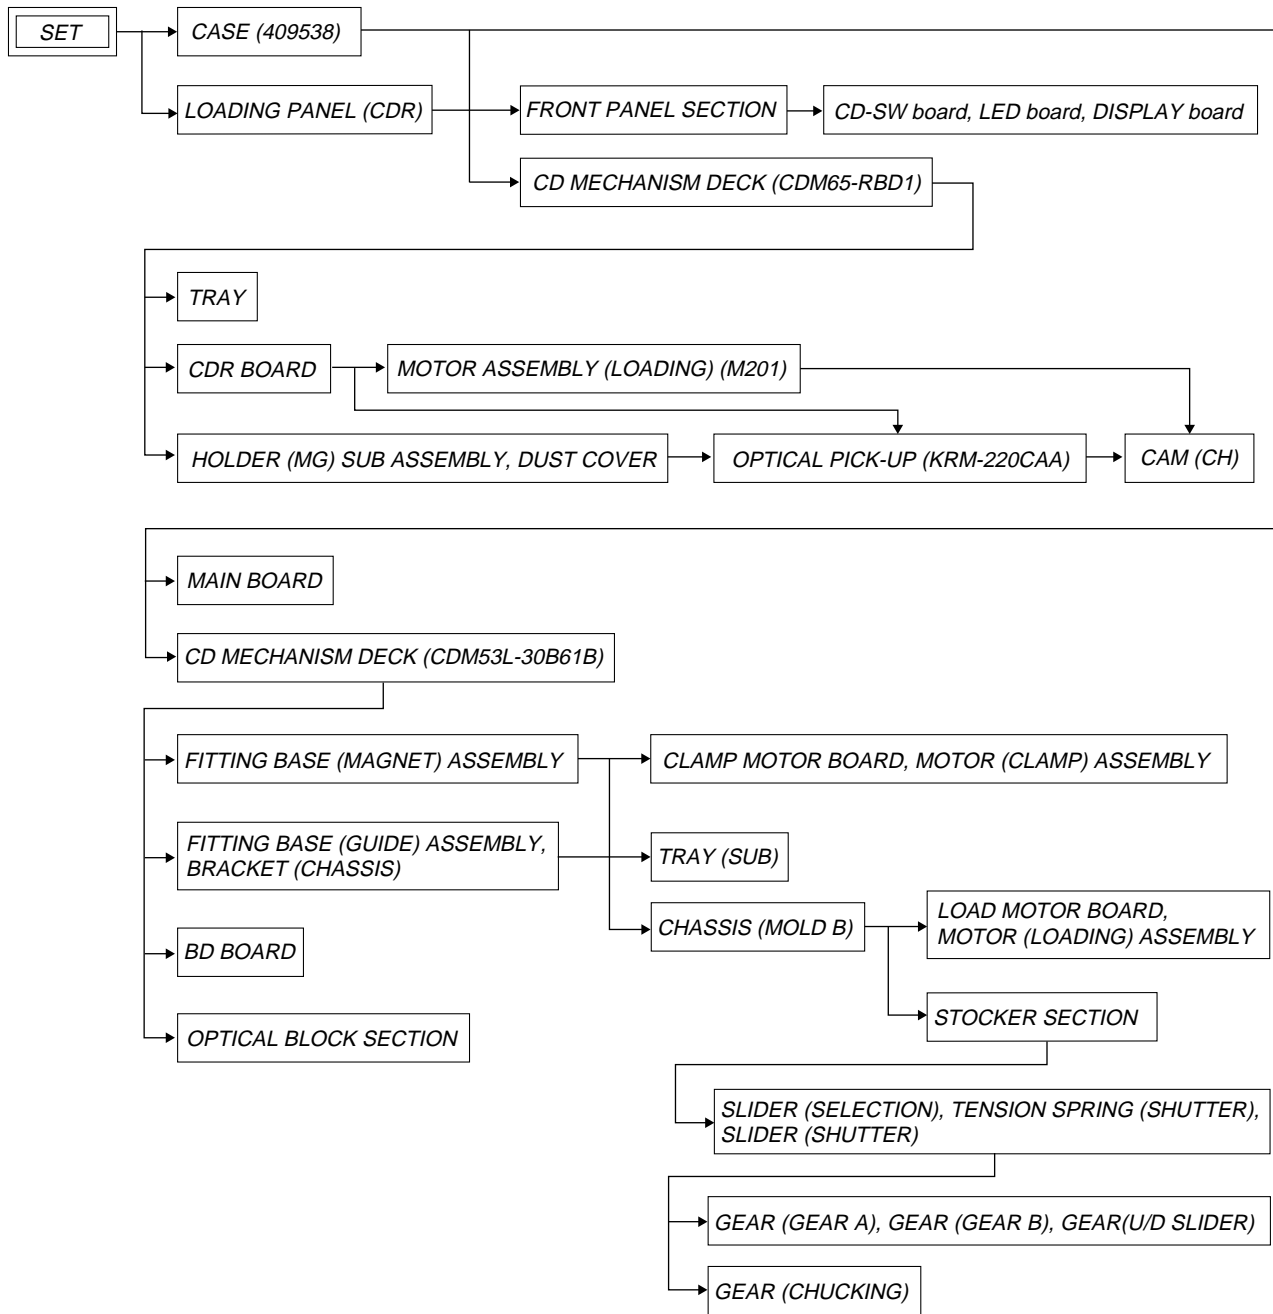 SET
CASE (409538)
LOADING PANEL (CDR)
FRONT PANEL SECTION
CD-SW board, LED board, DISPLAY board
CD MECHANISM DECK (CDM65-RBD1)
TRAY
CDR BOARD
MOTOR ASSEMBLY (LOADING) (M201)
HOLDER (MG) SUB ASSEMBLY, DUST COVER
OPTICAL PICK-UP (KRM-220CAA)
CAM (CH)
MAIN BOARD
CD MECHANISM DECK (CDM53L-30B61B)
FITTING BASE (MAGNET) ASSEMBLY
CLAMP MOTOR BOARD, MOTOR (CLAMP) ASSEMBLY
FITTING BASE (GUIDE) ASSEMBLY,
BRACKET (CHASSIS)
TRAY (SUB)
CHASSIS (MOLD B)
LOAD MOTOR BOARD,
MOTOR (LOADING) ASSEMBLY
BD BOARD
STOCKER SECTION
OPTICAL BLOCK SECTION
SLIDER (SELECTION), TENSION SPRING (SHUTTER),
SLIDER (SHUTTER)
GEAR (GEAR A), GEAR (GEAR B), GEAR(U/D SLIDER)
GEAR (CHUCKING)